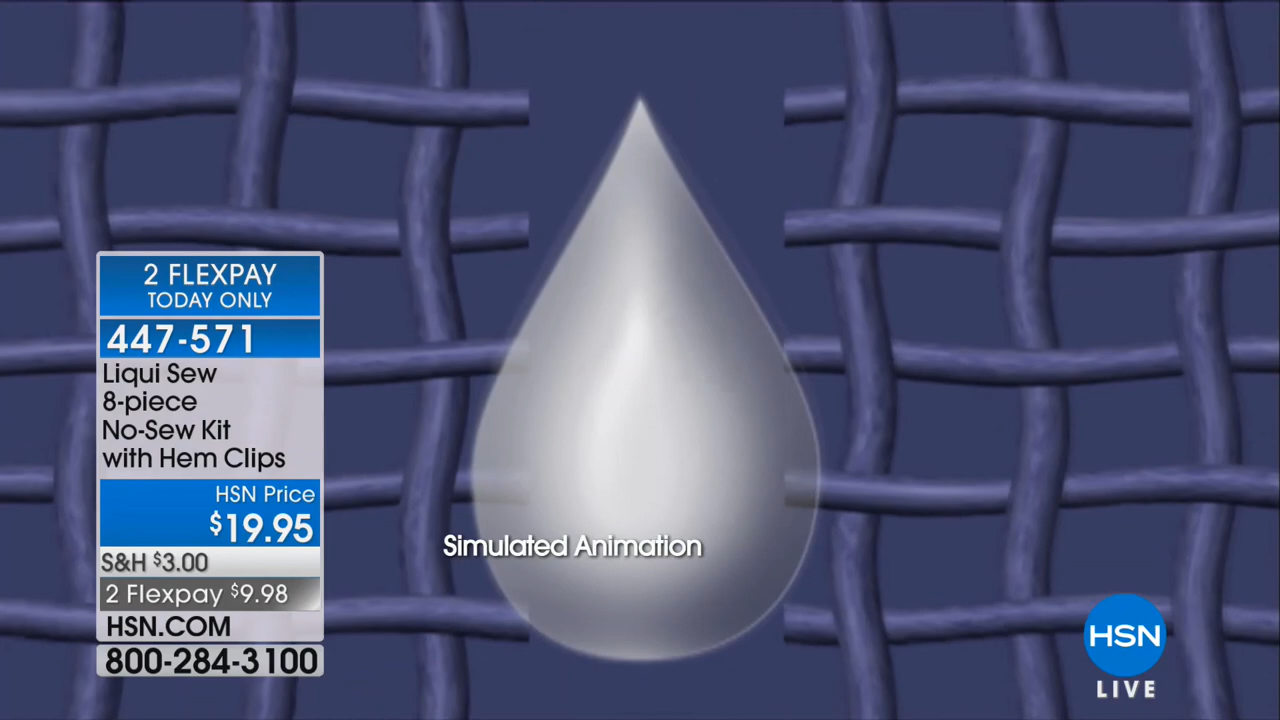 2 FLEXPAY
TODAY ONLY
447-571
Liqui Sew
8-piece
No-Sew Kit
with Hem Clips
HSN Price
$19.95
S&H $3.00
2 Flexpay $9.98
HSN.COM
800-284-3100
Simulated Animation
HSN
LIVE